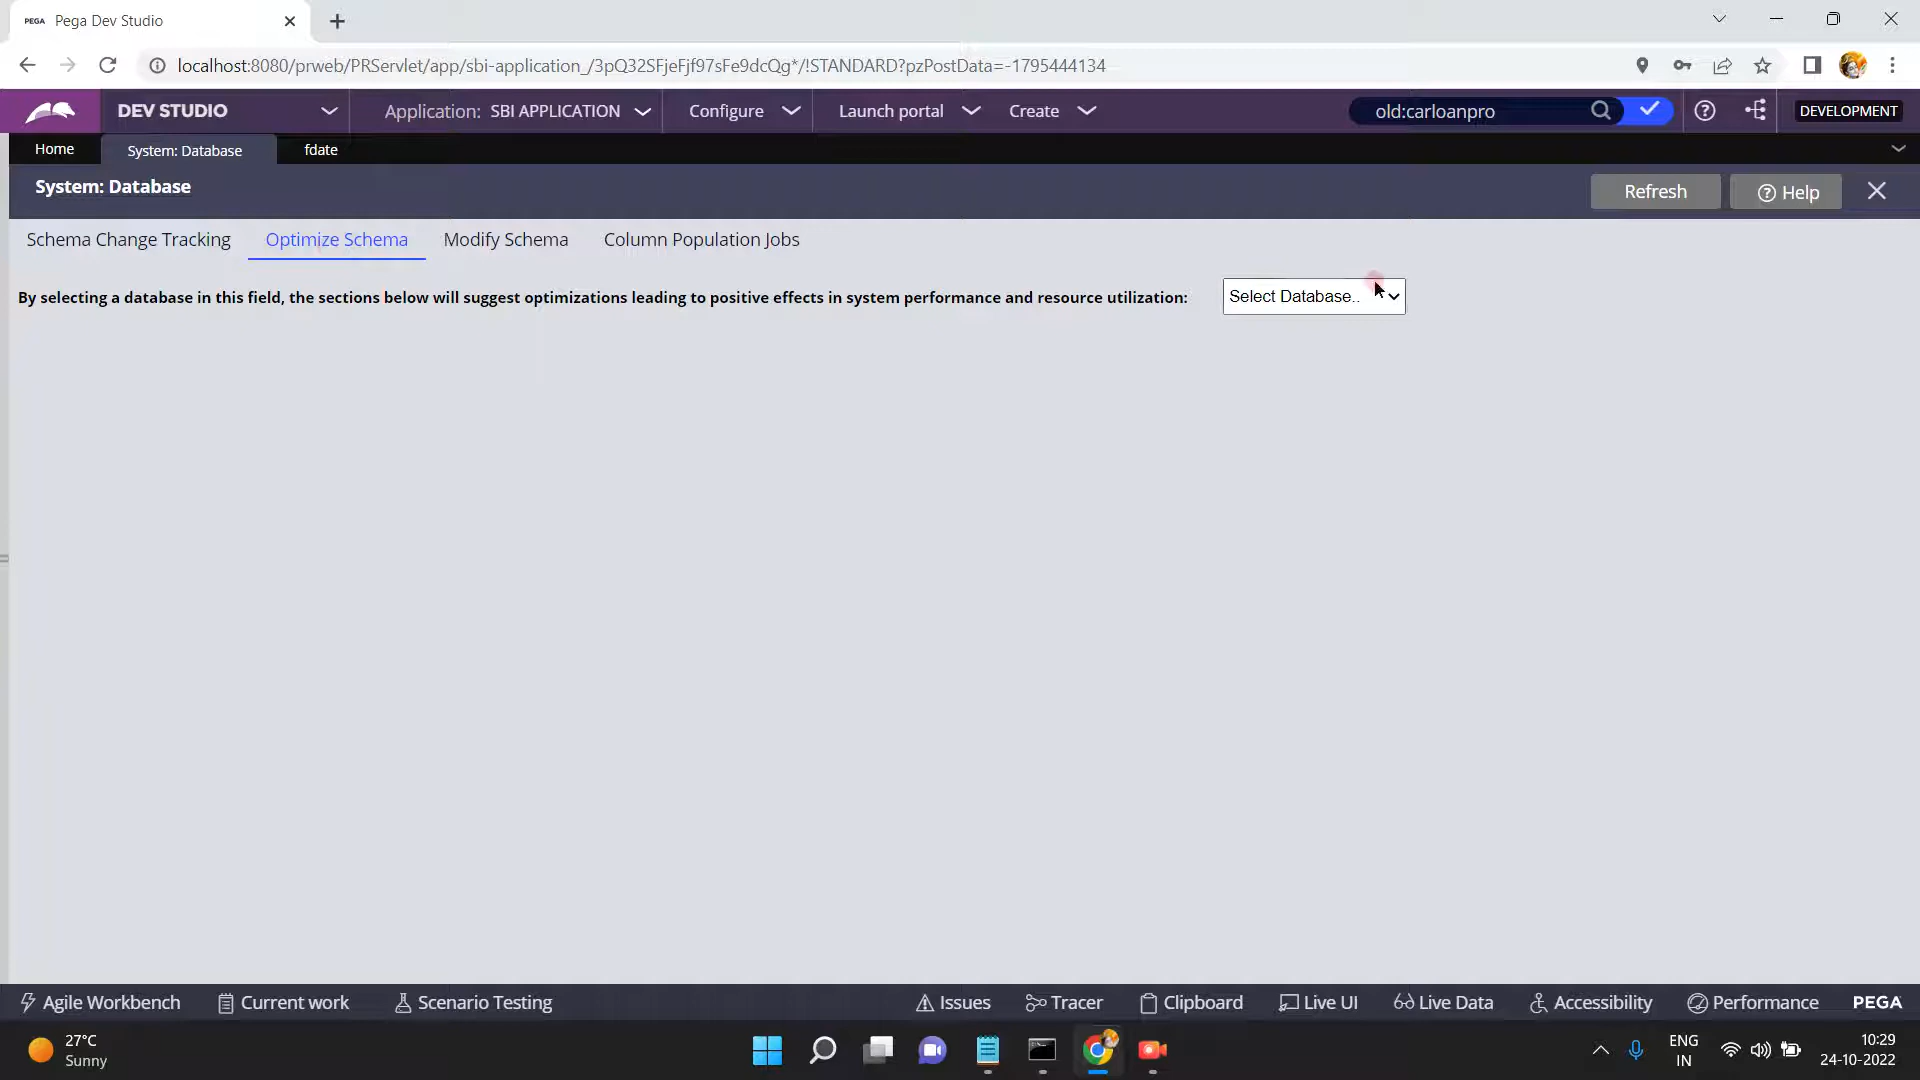 PEGA Pega Dev Studio
localhost:8080/prweb/PRServlet/app/sbi-application_/3pQ32SFjeFjf97sFe9dcQg*/!STANDARD?pzPostData=-1795444134
DEV STUDIO Application: SBI APPLICATION Configure Launch portal Create old:carloanpro DEVELOPMENT
Home System: Database fdate
System: Database Refresh Help
Schema Change Tracking Optimize Schema Modify Schema Column Population Jobs
By selecting a database in this field, the sections below will suggest optimizations leading to positive effects in system performance and resource utilization: Select Database..
Agile Workbench Current work Scenario Testing Issues Tracer Clipboard Live UI Live Data Accessibility Performance PEGA
27°C
Sunny
ENG
IN
10:29
24-10-2022